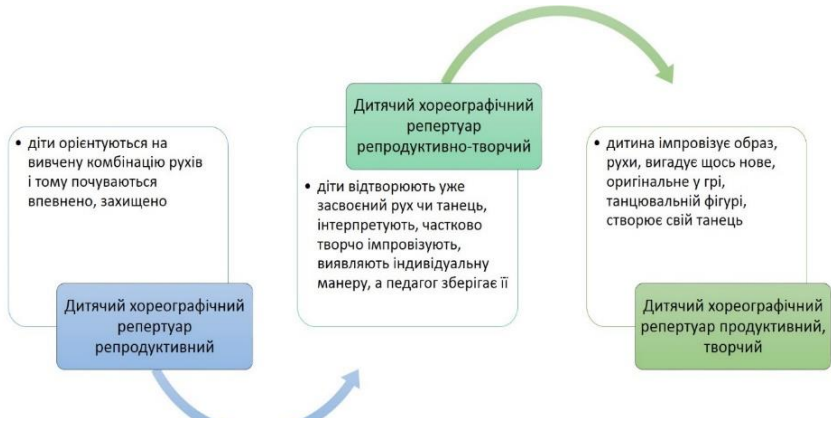 • діти орієнтуються на
вивчену комбінацію рухів
і тому почуваються
впевнено, захищено
Дитячий хореографічний
репертуар
репродуктивний
Дитячий хореографічний
репертуар
репродуктивно-творчий
• діти відтворюють уже
засвоєний рух чи танець,
інтерпретують, частково
творчо імпровізують,
виявляють індивідуальну
манеру, а педагог зберігає її
• дитина імпровізує образ,
рухи, вигадує щось нове,
оригінальне у грі,
танцювальній фігурі,
створює свій танець
Дитячий хореографічний
репертуар продуктивний,
творчий